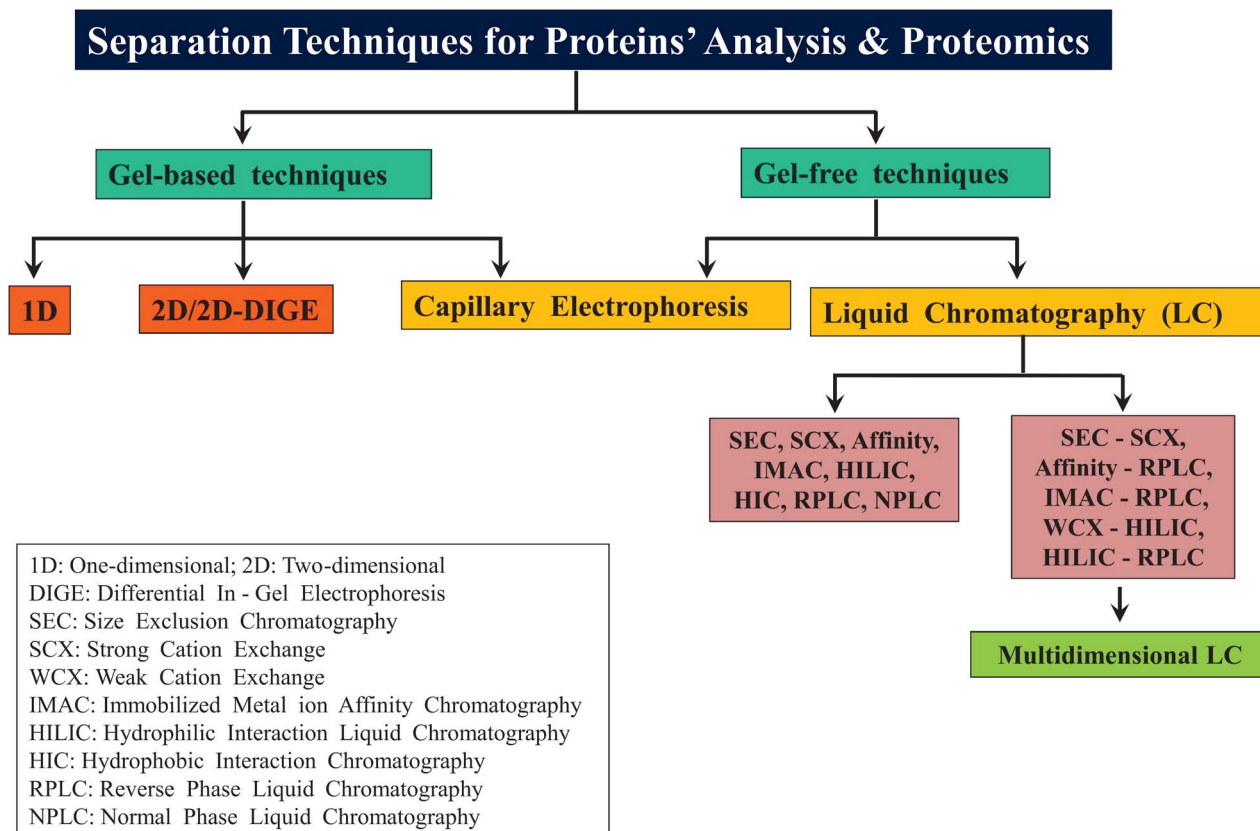 Separation Techniques for Proteins' Analysis & Proteomics
Gel-based techniques
Gel-free techniques
1D
2D/2D-DIGE
Capillary Electrophoresis
Liquid Chromatography (LC)
SEC, SCX, Affinity,
IMAC, HILIC,
HIC, RPLC, NPLC
SEC - SCX,
Affinity - RPLC,
IMAC - RPLC,
WCX - HILIC,
HILIC - RPLC
Multidimensional LC
1D: One-dimensional; 2D: Two-dimensional
DIGE: Differential In - Gel Electrophoresis
SEC: Size Exclusion Chromatography
SCX: Strong Cation Exchange
WCX: Weak Cation Exchange
IMAC: Immobilized Metal ion Affinity Chromatography
HILIC: Hydrophilic Interaction Liquid Chromatography
HIC: Hydrophobic Interaction Chromatography
RPLC: Reverse Phase Liquid Chromatography
NPLC: Normal Phase Liquid Chromatography